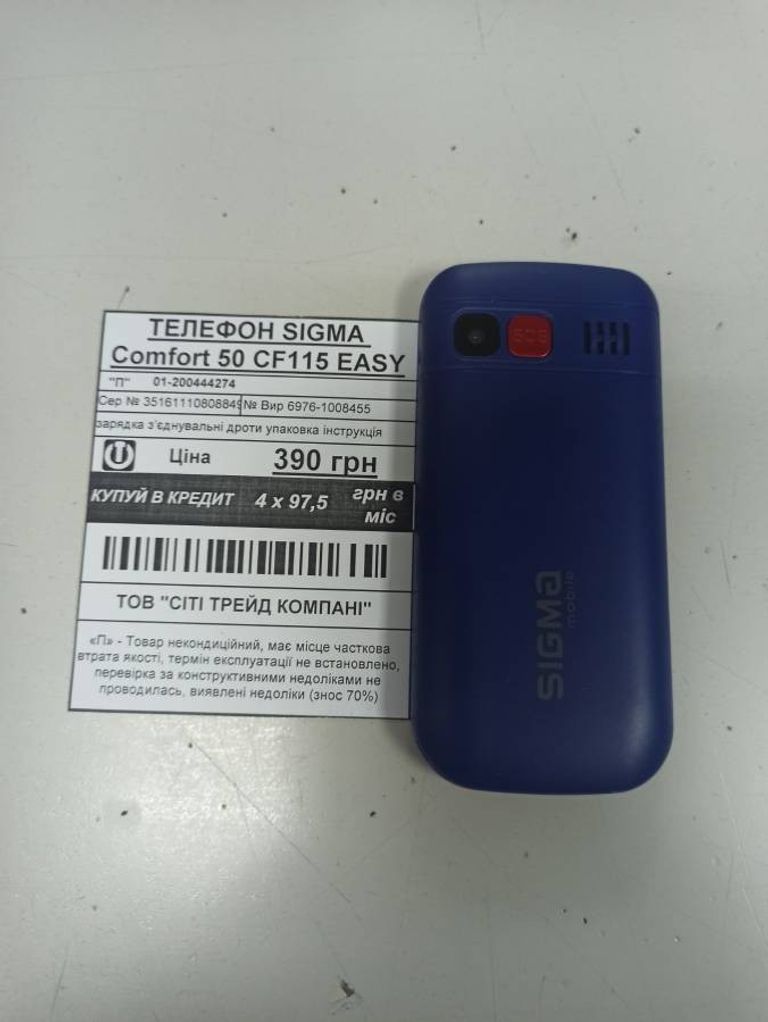 ТЕЛЕФОН SIGMA
Comfort 50 CF115 EASY
"П" 01-200444274
Сер № 35161110808849 № Вир 6976-1008455
зарядка з'єднувальні дроти упаковка інструкція
Ціна 390 грн
КУПУЙ В КРЕДИТ 4 х 97,5 грн в міс
ТОВ "СІТІ ТРЕЙД КОМПАНІ"
«П» - Товар некондиційний, має місце часткова
втрата якості, термін експлуатації не встановлено,
перевірка за конструктивними недоліками не
проводилась, виявлені недоліки (знос 70%)
SOS
SIGMA
mobile